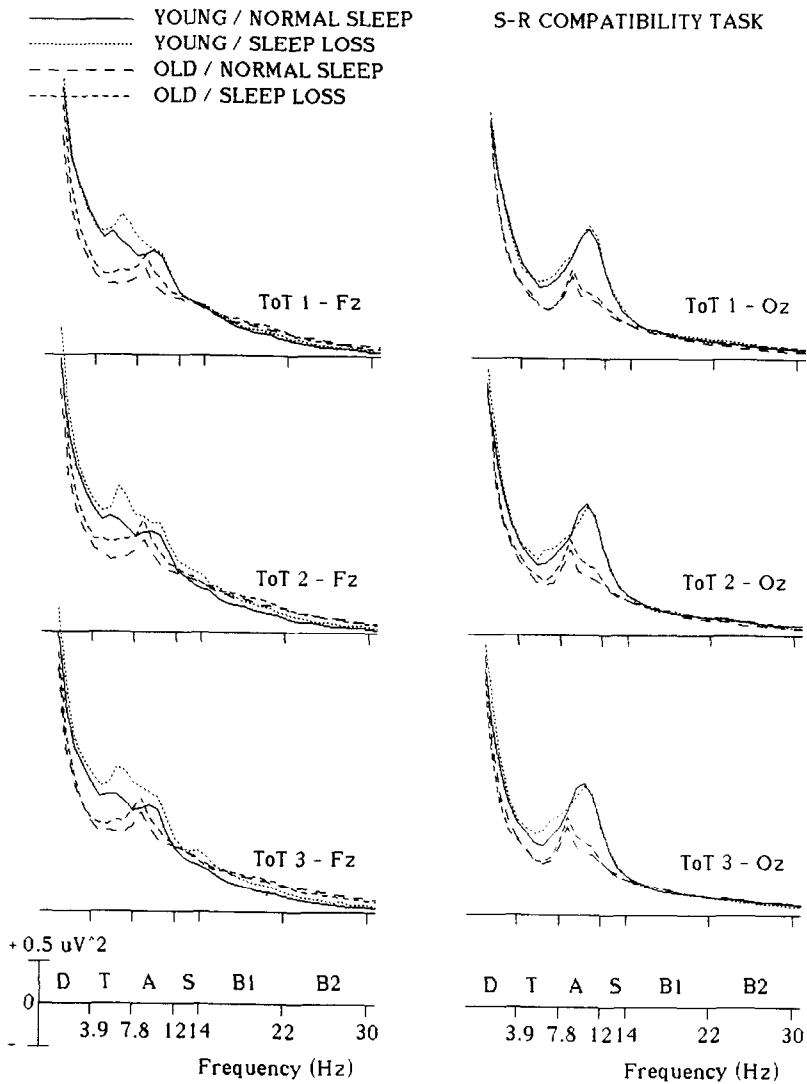 YOUNG / NORMAL SLEEP
S-R COMPATIBILITY TASK
YOUNG / SLEEP LOSS
OLD / NORMAL SLEEP
OLD / SLEEP LOSS
ToT 1 - Fz
ToT 1 - Oz
ToT 2 - Fz
ToT 2 - Oz
ToT 3 - Fz
ToT 3 - Oz
+ 0.5 uV^2
0
-
D T A S B1 B2
3.9 7.8 1214 22 30
Frequency (Hz)
D T A S B1 B2
3.9 7.8 1214 22 30
Frequency (Hz)